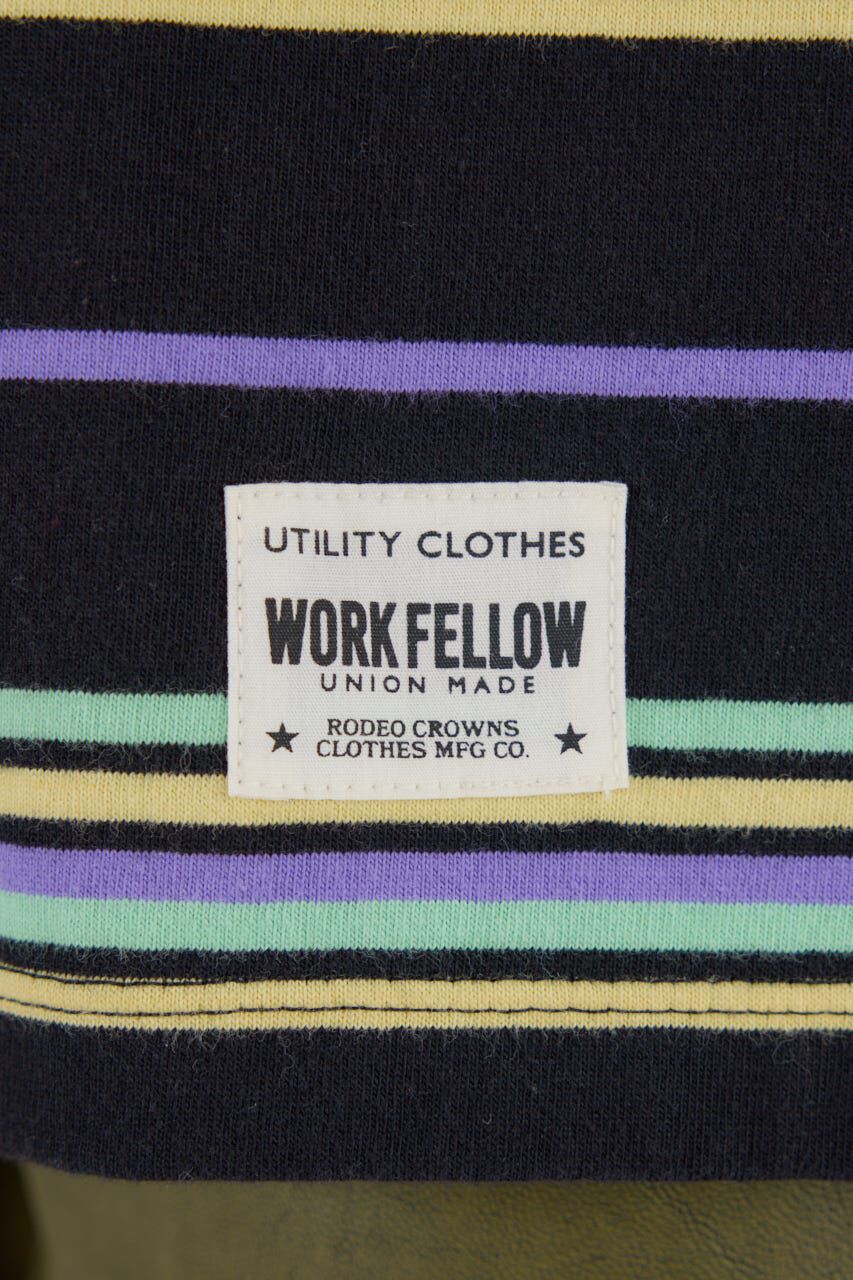 UTILITY CLOTHES
WORK FELLOW
UNION MADE
★ RODEO CROWNS ★
CLOTHES MFG CO.